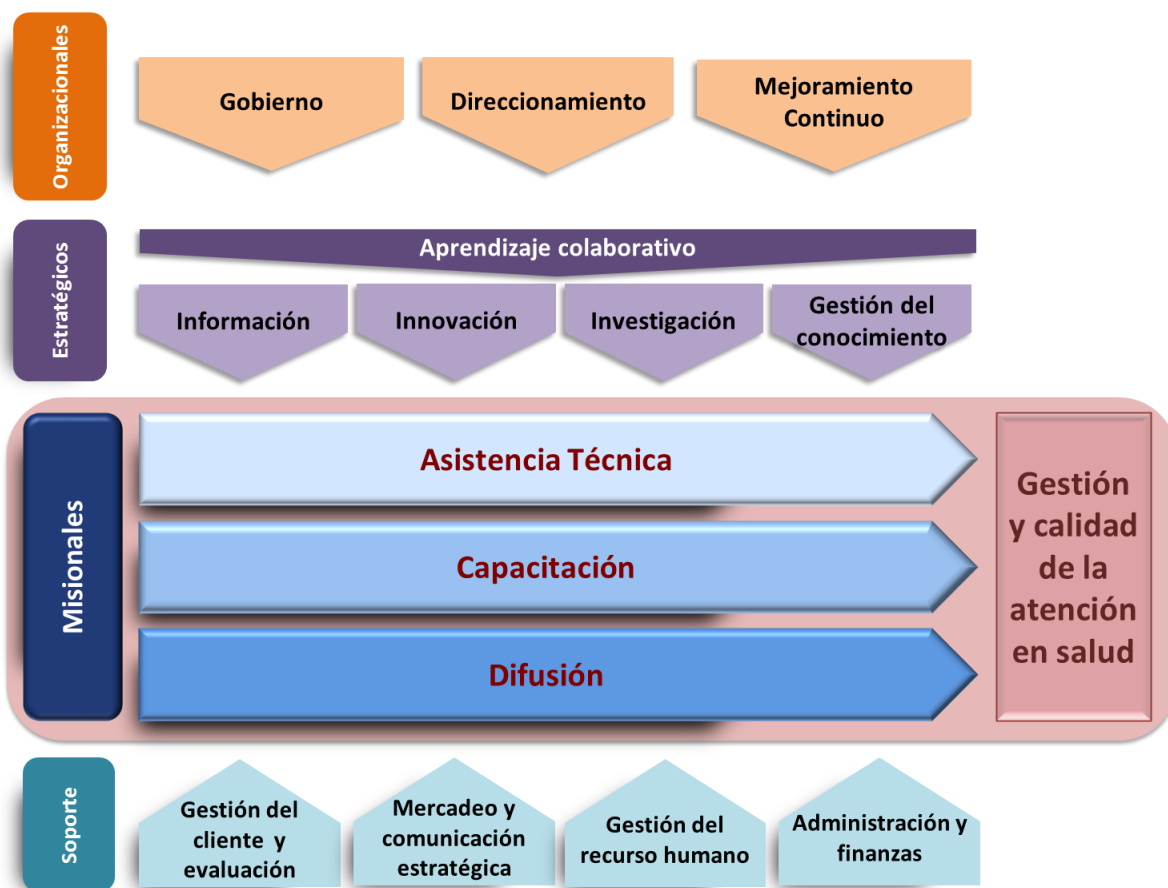 Organizacionales
Gobierno
Direccionamiento
Mejoramiento
Continuo
Estratégicos
Aprendizaje colaborativo
Información
Innovación
Investigación
Gestión del
conocimiento
Misionales
Asistencia Técnica
Capacitación
Difusión
Gestión
y calidad
de la
atención
en salud
Soporte
Gestión del
cliente y
evaluación
Mercadeo y
comunicación
estratégica
Gestión del
recurso humano
Administración y
finanzas